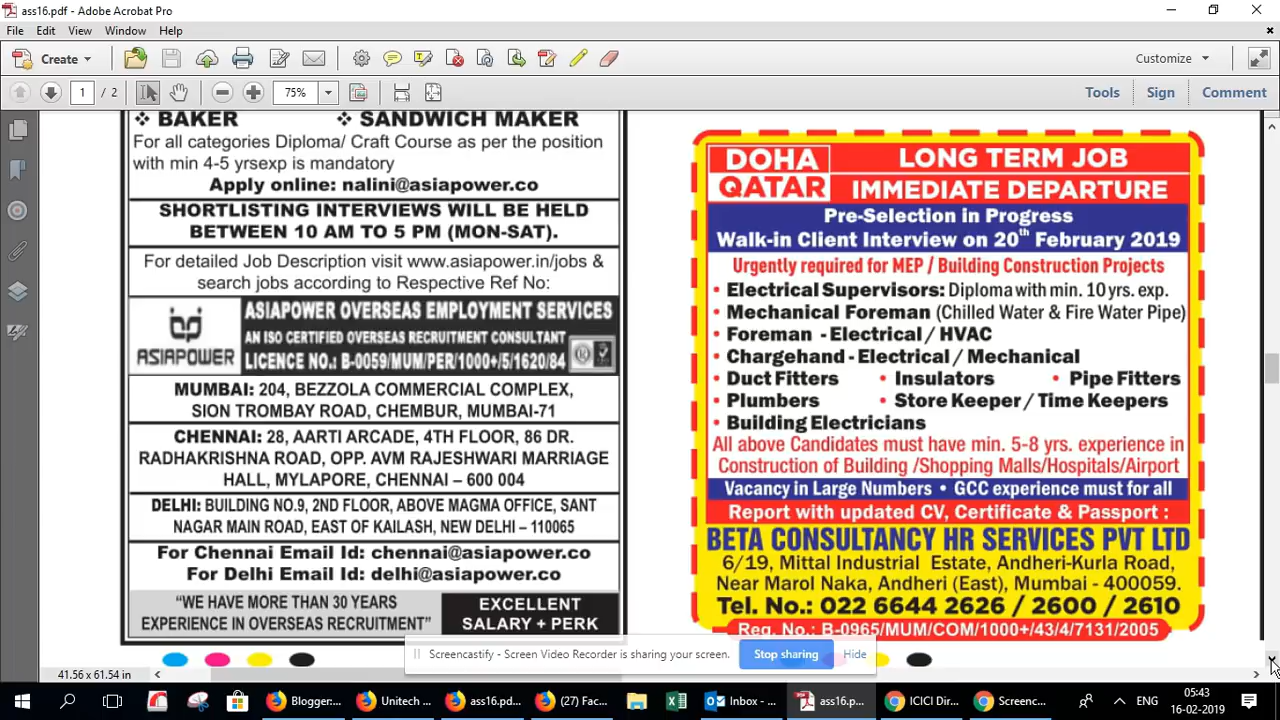 ass16.pdf - Adobe Acrobat Pro
File Edit View Window Help
Create
Customize
1 / 2
75%
Tools Sign Comment
❖ BAKER ❖ SANDWICH MAKER
For all categories Diploma/ Craft Course as per the position
with min 4-5 yrsexp is mandatory
Apply online: nalini@asiapower.co
SHORTLISTING INTERVIEWS WILL BE HELD
BETWEEN 10 AM TO 5 PM (MON-SAT).
For detailed Job Description visit www.asiapower.in/jobs &
search jobs according to Respective Ref No:
ASIAPOWER
ASIAPOWER OVERSEAS EMPLOYMENT SERVICES
AN ISO CERTIFIED OVERSEAS RECRUITMENT CONSULTANT
LICENCE NO.: B-0059/MUM/PER/1000+/5/1620/84
MUMBAI: 204, BEZZOLA COMMERCIAL COMPLEX,
SION TROMBAY ROAD, CHEMBUR, MUMBAI-71
CHENNAI: 28, AARTI ARCADE, 4TH FLOOR, 86 DR.
RADHAKRISHNA ROAD, OPP. AVM RAJESHWARI MARRIAGE
HALL, MYLAPORE, CHENNAI – 600 004
DELHI: BUILDING NO.9, 2ND FLOOR, ABOVE MAGMA OFFICE, SANT
NAGAR MAIN ROAD, EAST OF KAILASH, NEW DELHI – 110065
For Chennai Email Id: chennai@asiapower.co
For Delhi Email Id: delhi@asiapower.co
“WE HAVE MORE THAN 30 YEARS
EXPERIENCE IN OVERSEAS RECRUITMENT”
EXCELLENT
SALARY + PERK
DOHA
QATAR
LONG TERM JOB
IMMEDIATE DEPARTURE
Pre-Selection in Progress
Walk-in Client Interview on 20th February 2019
Urgently required for MEP / Building Construction Projects
• Electrical Supervisors: Diploma with min. 10 yrs. exp.
• Mechanical Foreman (Chilled Water & Fire Water Pipe)
• Foreman - Electrical / HVAC
• Chargehand - Electrical / Mechanical
• Duct Fitters • Insulators • Pipe Fitters
• Plumbers • Store Keeper / Time Keepers
• Building Electricians
All above Candidates must have min. 5-8 yrs. experience in
Construction of Building /Shopping Malls/Hospitals/Airport
Vacancy in Large Numbers • GCC experience must for all
Report with updated CV, Certificate & Passport :
BETA CONSULTANCY HR SERVICES PVT LTD
6/19, Mittal Industrial Estate, Andheri-Kurla Road,
Near Marol Naka, Andheri (East), Mumbai - 400059.
Tel. No.: 022 6644 2626 / 2600 / 2610
Reg. No.: B-0965/MUM/COM/1000+/43/4/7131/2005
Screencastify - Screen Video Recorder is sharing your screen. Stop sharing Hide
41.56 x 61.54 in
Blogger:... Unitech ... ass16.pd... (27) Fac... Inbox - ... ass16.p... ICICI Dir... Screenc...
ENG
05:43
16-02-2019